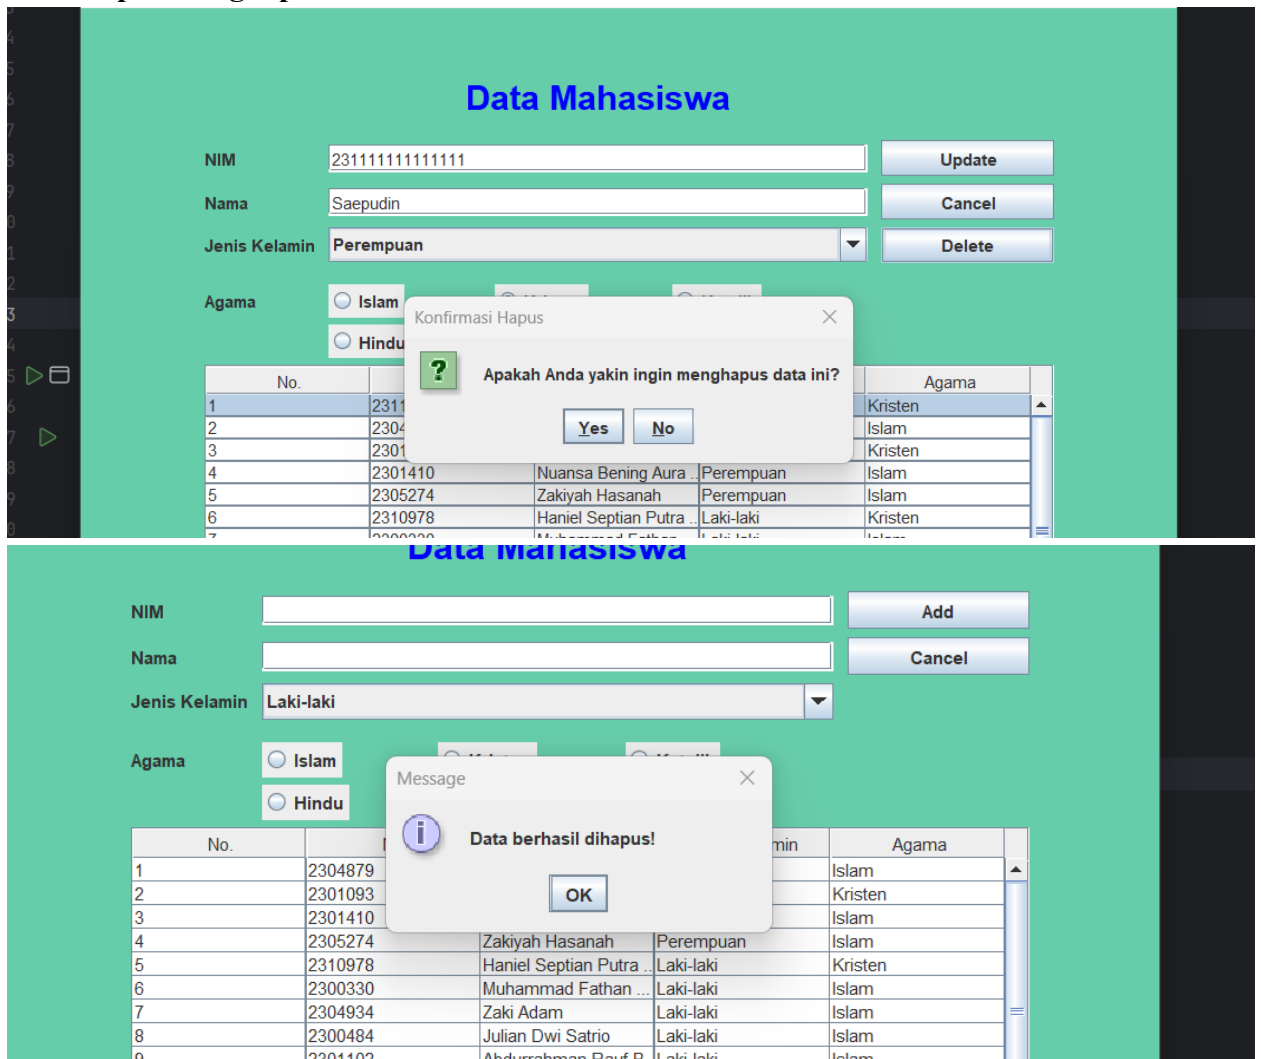 Data Mahasiswa
NIM 231111111111111 Update
Nama Saepudin Cancel
Jenis Kelamin Perempuan Delete
Agama Islam
Konfirmasi Hapus
Hindu
Apakah Anda yakin ingin menghapus data ini?
Yes No
No. Agama
1 2311 Kristen
2 2304 Islam
3 2301 Kristen
4 2301410 Nuansa Bening Aura .. Perempuan Islam
5 2305274 Zakiyah Hasanah Perempuan Islam
6 2310978 Haniel Septian Putra .. Laki-laki Kristen
Data Mahasiswa
NIM Add
Nama Cancel
Jenis Kelamin Laki-laki
Agama Islam
Message
Hindu
Data berhasil dihapus!
OK
No. min Agama
1 2304879 Islam
2 2301093 Kristen
3 2301410 Islam
4 2305274 Zakiyah Hasanah Perempuan Islam
5 2310978 Haniel Septian Putra .. Laki-laki Kristen
6 2300330 Muhammad Fathan ... Laki-laki Islam
7 2304934 Zaki Adam Laki-laki Islam
8 2300484 Julian Dwi Satrio Laki-laki Islam